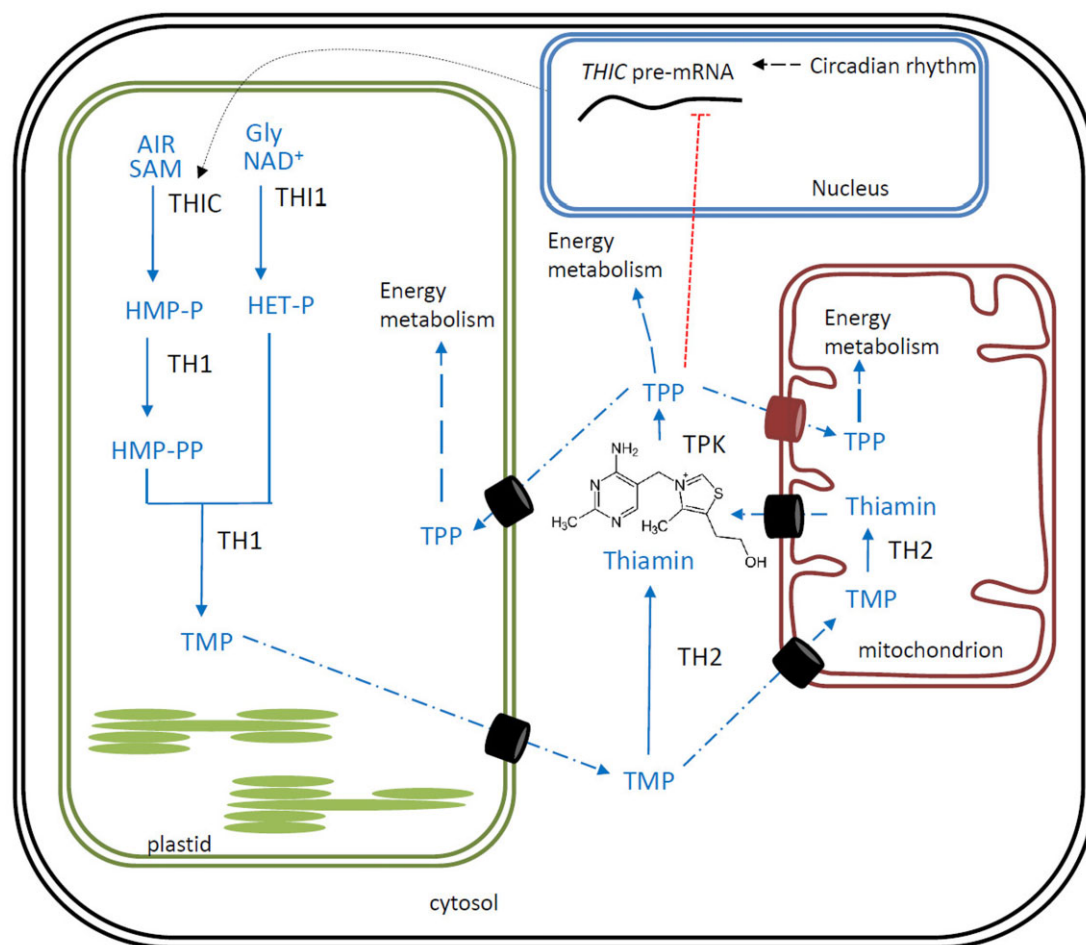 THIC pre-mRNA
Circadian rhythm
Nucleus
AIR
SAM
THIC
Gly
NAD⁺
THI1
HMP-P
HET-P
TH1
HMP-PP
TH1
TMP
Energy
metabolism
TPP
plastid
Energy
metabolism
TPP
TPK
NH₂
N
N
H₃C
N⁺
S
H₃C
OH
Thiamin
TH2
TMP
Energy
metabolism
TPP
Thiamin
TH2
TMP
mitochondrion
cytosol